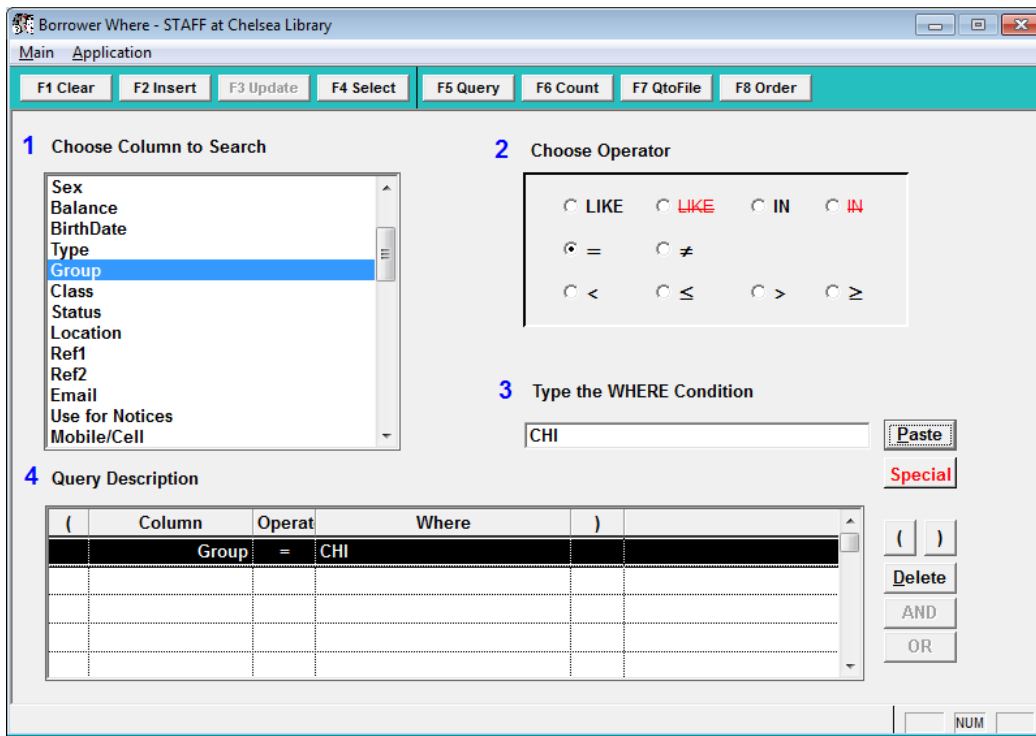 Borrower Where - STAFF at Chelsea Library
Main Application
F1 Clear F2 Insert F3 Update F4 Select F5 Query F6 Count F7 QtoFile F8 Order
1 Choose Column to Search
2 Choose Operator
Sex
Balance
BirthDate
Type
Group
Class
Status
Location
Ref1
Ref2
Email
Use for Notices
Mobile/Cell
LIKE LIKE IN IN
= ≠
< ≤ > ≥
3 Type the WHERE Condition
CHI Paste
Special
4 Query Description
( Column Operat Where )
Group = CHI
( )
Delete
AND
OR
NUM